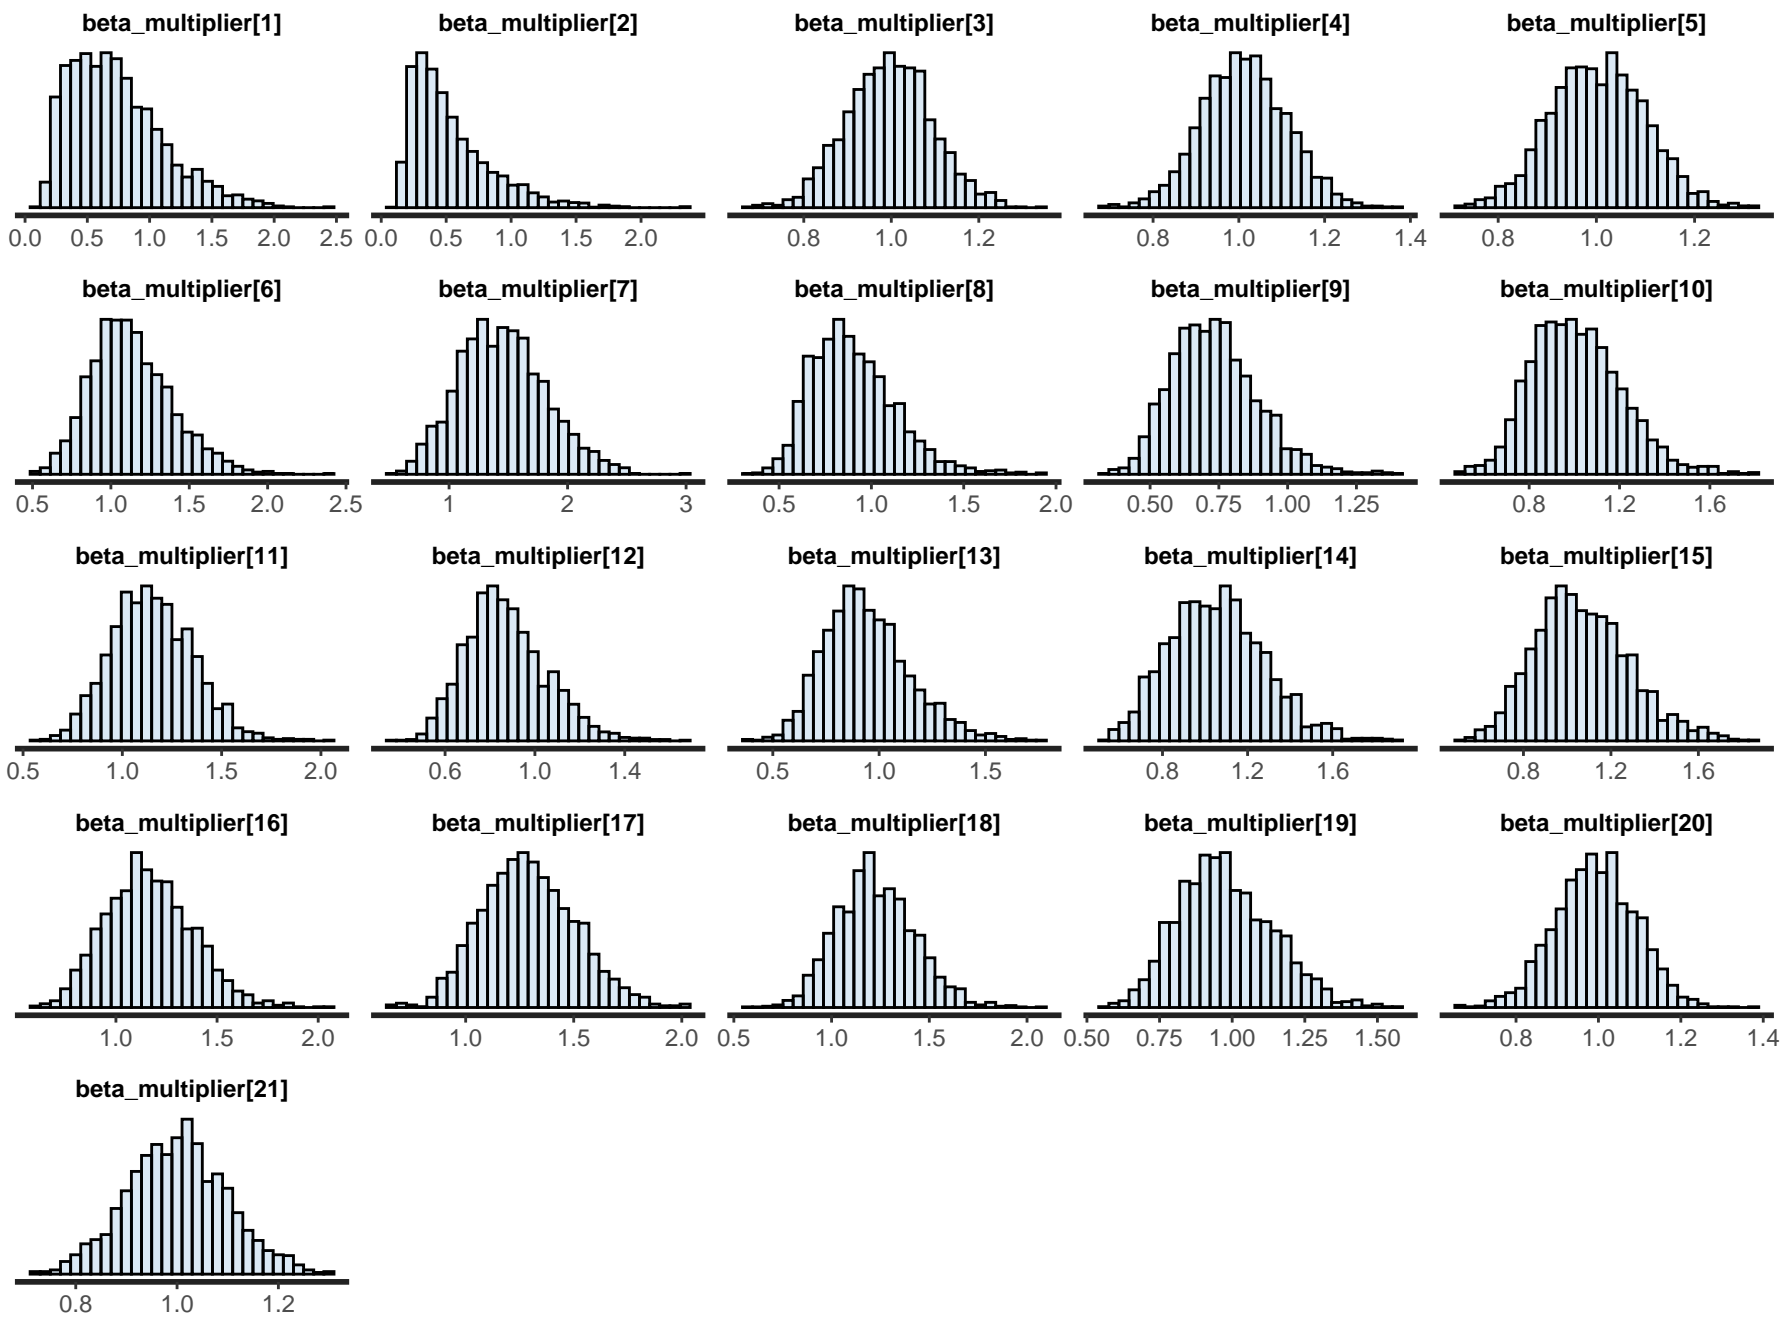 beta_multiplier[1] beta_multiplier[2] beta_multiplier[3] beta_multiplier[4] beta_multiplier[5]
0.0 0.5 1.0 1.5 2.0 2.5 0.0 0.5 1.0 1.5 2.0 0.8 1.0 1.2 0.8 1.0 1.2 1.4 0.8 1.0 1.2
beta_multiplier[6] beta_multiplier[7] beta_multiplier[8] beta_multiplier[9] beta_multiplier[10]
0.5 1.0 1.5 2.0 2.5 1 2 3 0.5 1.0 1.5 2.0 0.50 0.75 1.00 1.25 0.8 1.2 1.6
beta_multiplier[11] beta_multiplier[12] beta_multiplier[13] beta_multiplier[14] beta_multiplier[15]
0.5 1.0 1.5 2.0 0.6 1.0 1.4 0.5 1.0 1.5 0.8 1.2 1.6 0.8 1.2 1.6
beta_multiplier[16] beta_multiplier[17] beta_multiplier[18] beta_multiplier[19] beta_multiplier[20]
1.0 1.5 2.0 1.0 1.5 2.0 0.5 1.0 1.5 2.0 0.50 0.75 1.00 1.25 1.50 0.8 1.0 1.2 1.4
beta_multiplier[21]
0.8 1.0 1.2